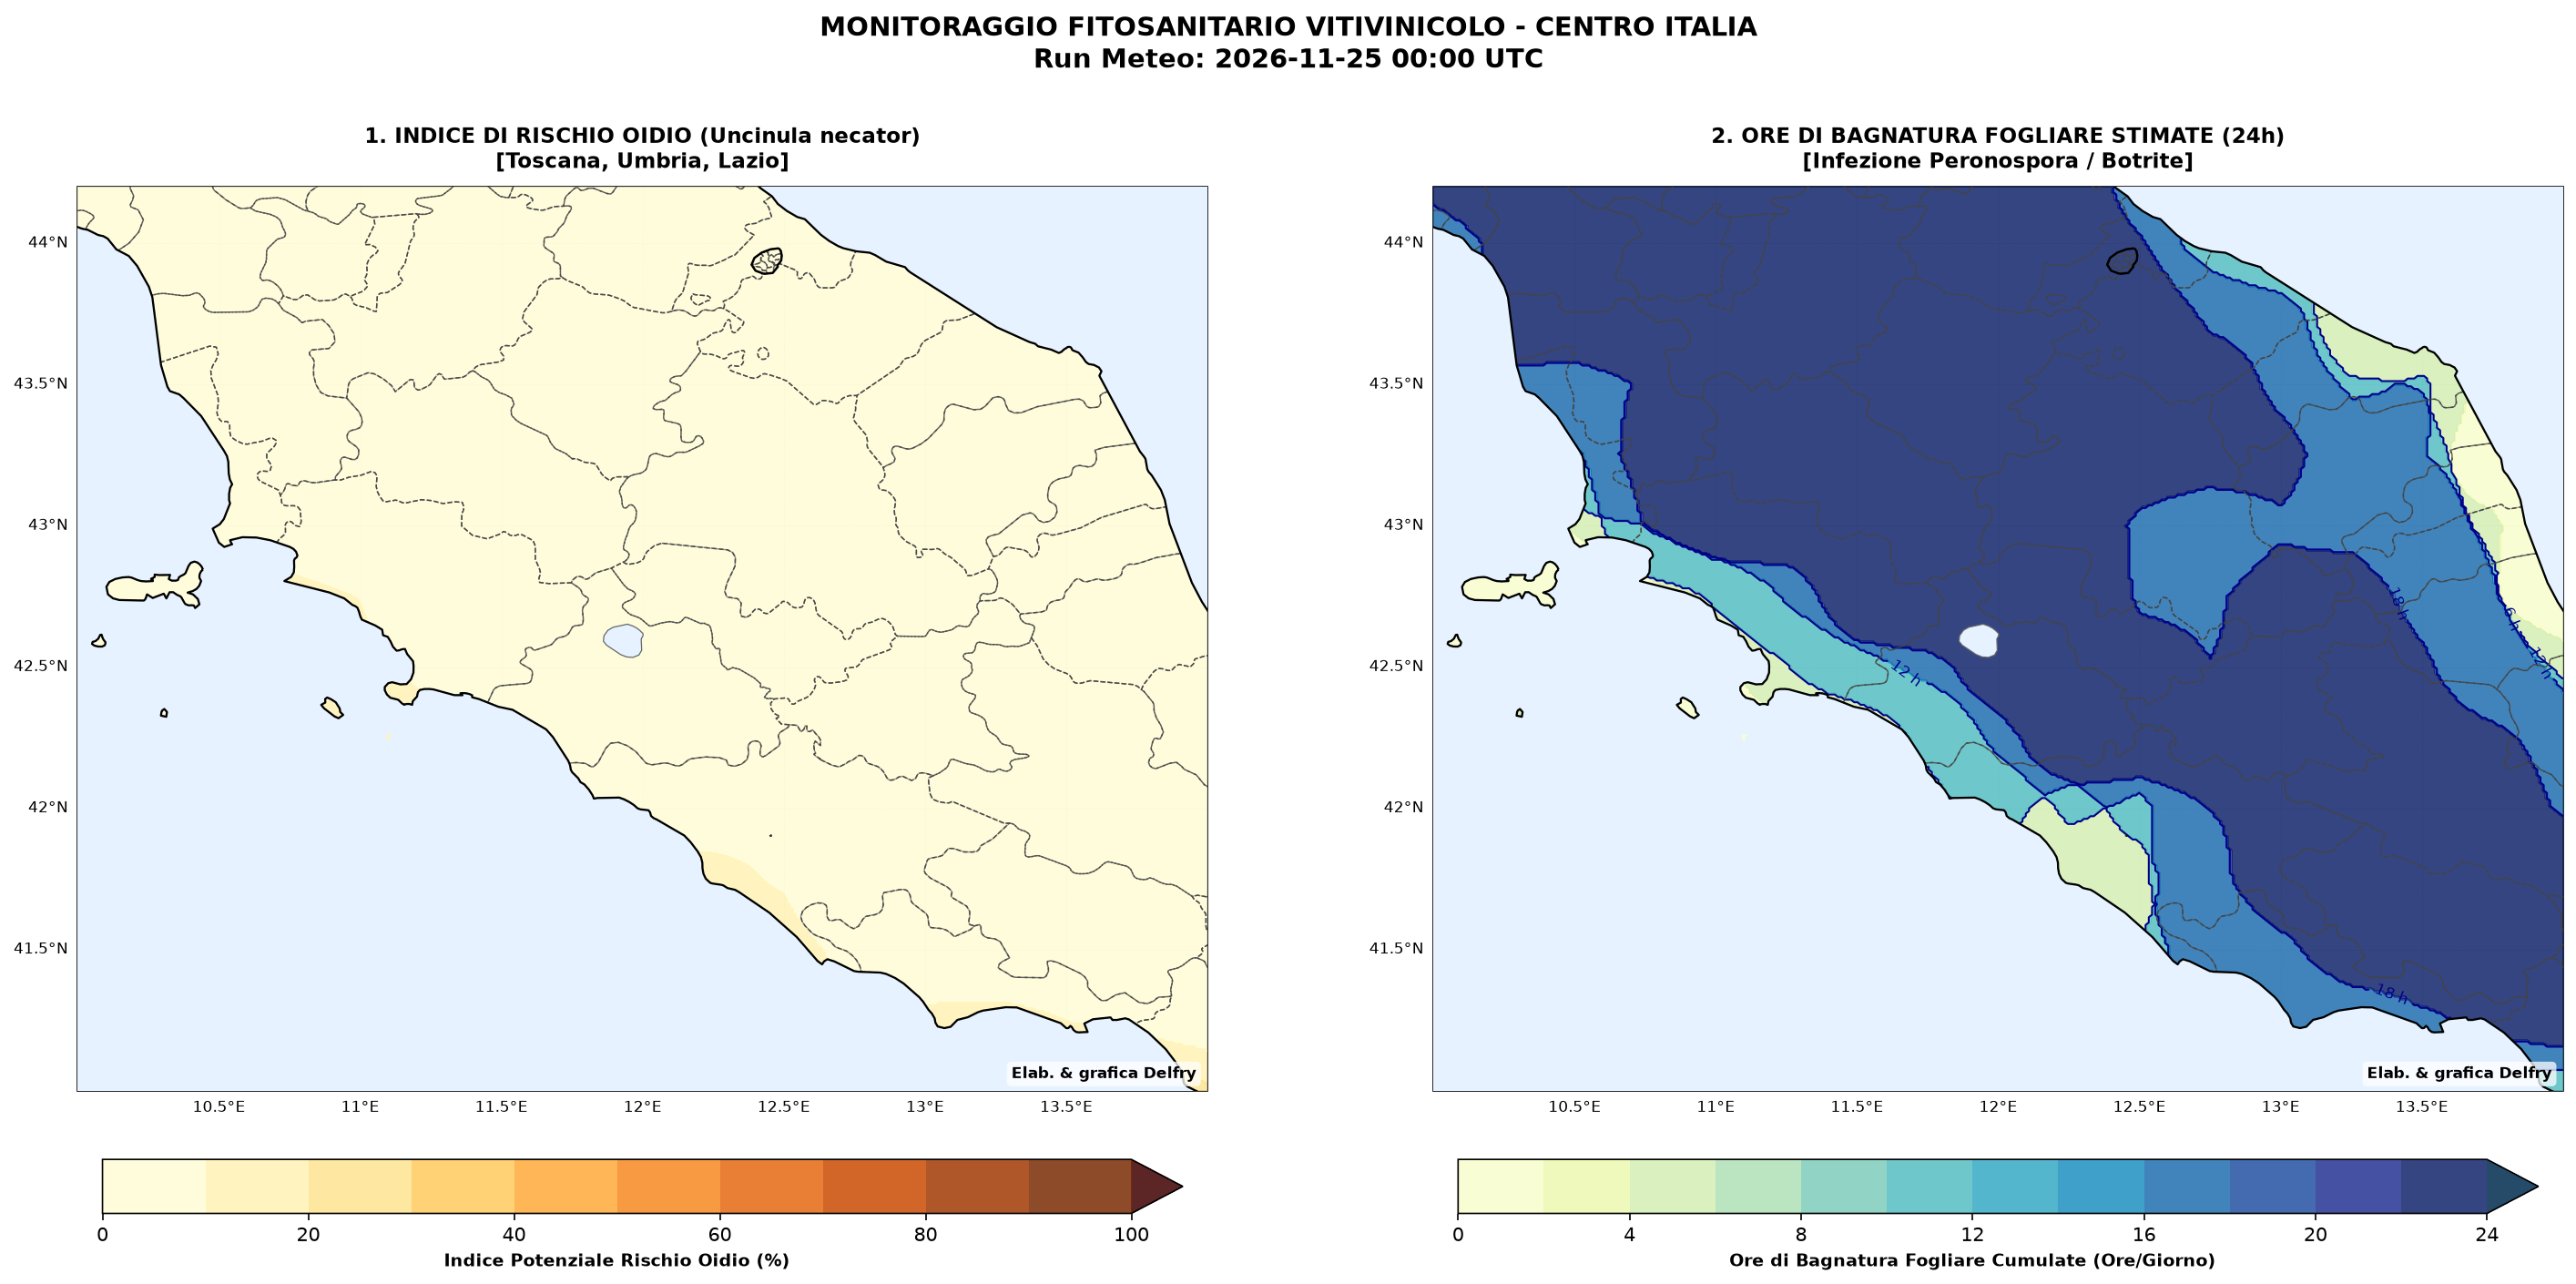 MONITORAGGIO FITOSANITARIO VITIVINICOLO - CENTRO ITALIA
Run Meteo: 2026-11-25 00:00 UTC
1. INDICE DI RISCHIO OIDIO (Uncinula necator)
[Toscana, Umbria, Lazio]
44°N
43.5°N
43°N
42.5°N
42°N
41.5°N
10.5°E
11°E
11.5°E
12°E
12.5°E
13°E
13.5°E
Elab. & grafica Delfry
0
20
40
60
80
100
Indice Potenziale Rischio Oidio (%)
2. ORE DI BAGNATURA FOGLIARE STIMATE (24h)
[Infezione Peronospora / Botrite]
44°N
43.5°N
43°N
42.5°N
42°N
41.5°N
18 h
6 h
12 h
12 h
18 h
10.5°E
11°E
11.5°E
12°E
12.5°E
13°E
13.5°E
Elab. & grafica Delfry
0
4
8
12
16
20
24
Ore di Bagnatura Fogliare Cumulate (Ore/Giorno)